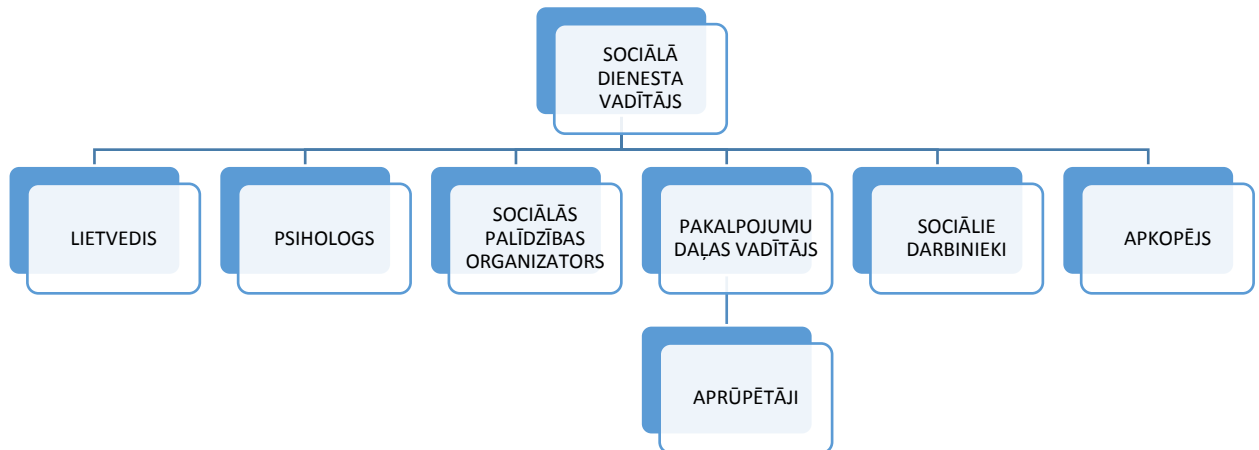 SOCIĀLĀ
DIENESTA
VADĪTĀJS
LIETVEDIS
PSIHOLOGS
SOCIĀLĀS
PALĪDZĪBAS
ORGANIZATORS
PAKALPOJUMU
DAĻAS VADĪTĀJS
SOCIĀLIE
DARBINIEKI
APKOPĒJS
APRŪPĒTĀJI